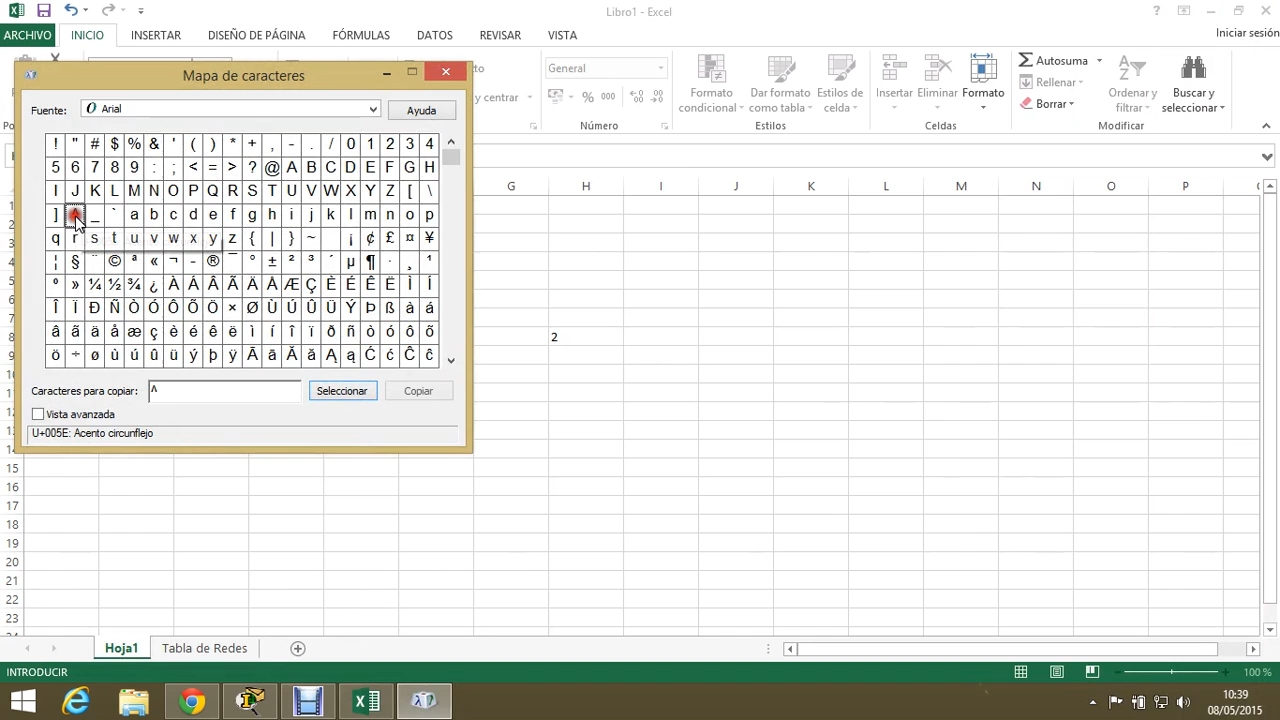 Libro1 - Excel
ARCHIVO INICIO INSERTAR DISEÑO DE PÁGINA FÓRMULAS DATOS REVISAR VISTA Iniciar sesión
Mapa de caracteres
Fuente: Arial Ayuda
General
% 000
Número
Formato condicional
Dar formato como tabla
Estilos de celda
Estilos
Insertar Eliminar Formato
Celdas
Autosuma
Rellenar
Borrar
Ordenar y filtrar
Buscar y seleccionar
Modificar
! " # $ % & ' ( ) * + , - . / 0 1 2 3 4
5 6 7 8 9 : ; < = > ? @ A B C D E F G H
I J K L M N O P Q R S T U V W X Y Z [ \
] ^ _ ` a b c d e f g h i j k l m n o p
q r s t u v w x y z { | } ~ ¡ ¢ £ ¤ ¥
¦ § ¨ © ª « ¬ - ® ¯ ° ± ² ³ ´ µ ¶ · ¸ ¹
º » ¼ ½ ¾ ¿ À Á Â Ã Ä Å Æ Ç È É Ê Ë Ì Í
Î Ï Ð Ñ Ò Ó Ô Õ Ö × Ø Ù Ú Û Ü Ý Þ ß à á
â ã ä å æ ç è é ê ë ì í î ï ð ñ ò ó ô õ
ö ÷ ø ù ú û ü ý þ ÿ Ā ā Ă ă Ą ą Ć ć Ĉ ĉ
Caracteres para copiar: ^ Seleccionar Copiar
Vista avanzada
U+005E: Acento circunflejo
G H I J K L M N O P
2
15
16
17
18
19
20
21
22
23
Hoja1 Tabla de Redes
INTRODUCIR 100 %
10:39
08/05/2015